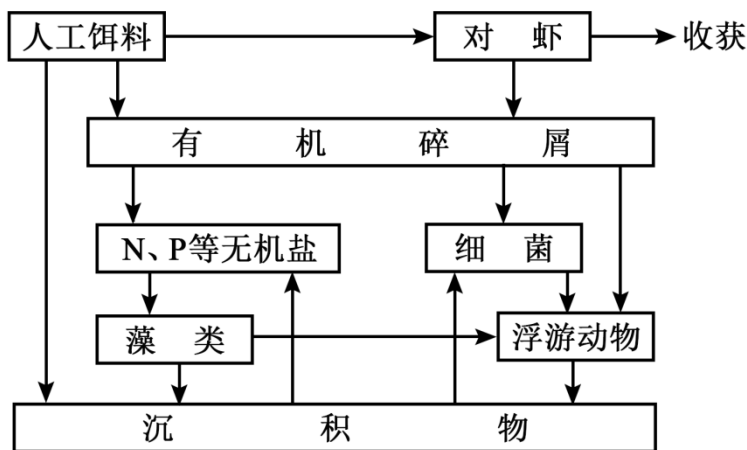 人工饵料
对虾
收获
有机碎屑
N、P等无机盐
细菌
藻类
浮游动物
沉积物